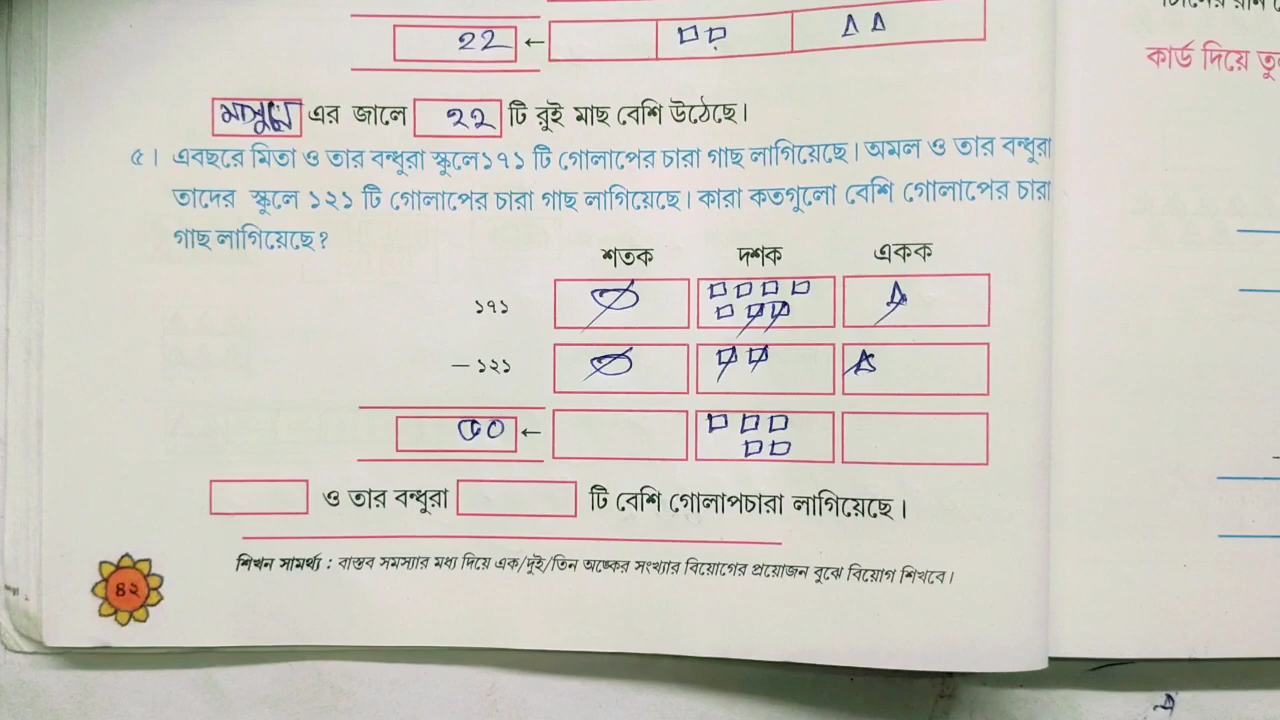 ২২ ←
মাসুদের এর জালে ২২ টি রুই মাছ বেশি উঠেছে।
কার্ড দিয়ে
৫। এবছরে মিতা ও তার বন্ধুরা স্কুলে ১৭১ টি গোলাপের চারা গাছ লাগিয়েছে। অমল ও তার বন্ধুরা
তাদের স্কুলে ১২১ টি গোলাপের চারা গাছ লাগিয়েছে। কারা কতগুলো বেশি গোলাপের চারা
গাছ লাগিয়েছে?
শতক দশক একক
১৭১
— ১২১
৫০ ←
ও তার বন্ধুরা টি বেশি গোলাপচারা লাগিয়েছে।
শিখন সামর্থ্য : বাস্তব সমস্যার মধ্য দিয়ে এক/দুই/তিন অঙ্কের সংখ্যার বিয়োগের প্রয়োজন বুঝে বিয়োগ শিখবে।
৪২